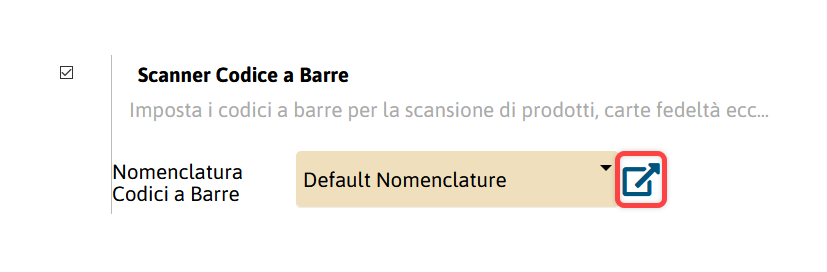 Scanner Codice a Barre
Imposta i codici a barre per la scansione di prodotti, carte fedeltà ecc...
Nomenclatura
Codici a Barre
Default Nomenclature